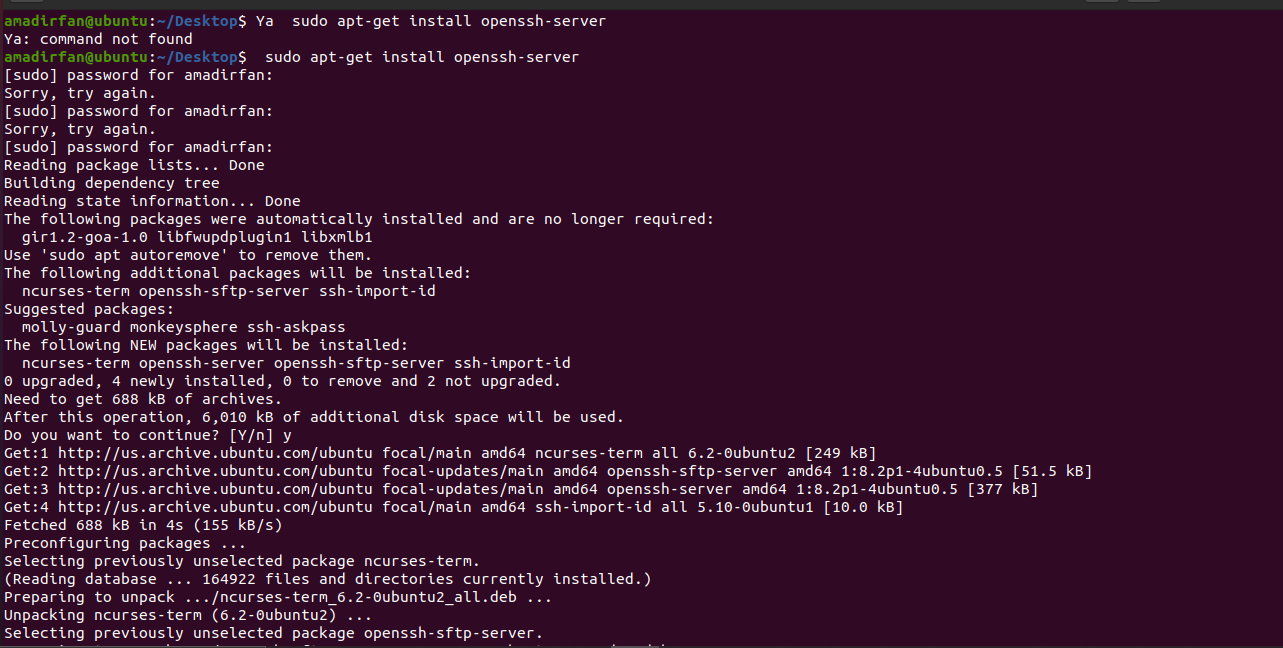 amadirfan@ubuntu:~/Desktop$ Ya  sudo apt-get install openssh-server
Ya: command not found
amadirfan@ubuntu:~/Desktop$  sudo apt-get install openssh-server
[sudo] password for amadirfan:
Sorry, try again.
[sudo] password for amadirfan:
Sorry, try again.
[sudo] password for amadirfan:
Reading package lists... Done
Building dependency tree
Reading state information... Done
The following packages were automatically installed and are no longer required:
  gir1.2-goa-1.0 libfwupdplugin1 libxmlb1
Use 'sudo apt autoremove' to remove them.
The following additional packages will be installed:
  ncurses-term openssh-sftp-server ssh-import-id
Suggested packages:
  molly-guard monkeysphere ssh-askpass
The following NEW packages will be installed:
  ncurses-term openssh-server openssh-sftp-server ssh-import-id
0 upgraded, 4 newly installed, 0 to remove and 2 not upgraded.
Need to get 688 kB of archives.
After this operation, 6,010 kB of additional disk space will be used.
Do you want to continue? [Y/n] y
Get:1 http://us.archive.ubuntu.com/ubuntu focal/main amd64 ncurses-term all 6.2-0ubuntu2 [249 kB]
Get:2 http://us.archive.ubuntu.com/ubuntu focal-updates/main amd64 openssh-sftp-server amd64 1:8.2p1-4ubuntu0.5 [51.5 kB]
Get:3 http://us.archive.ubuntu.com/ubuntu focal-updates/main amd64 openssh-server amd64 1:8.2p1-4ubuntu0.5 [377 kB]
Get:4 http://us.archive.ubuntu.com/ubuntu focal/main amd64 ssh-import-id all 5.10-0ubuntu1 [10.0 kB]
Fetched 688 kB in 4s (155 kB/s)
Preconfiguring packages ...
Selecting previously unselected package ncurses-term.
(Reading database ... 164922 files and directories currently installed.)
Preparing to unpack .../ncurses-term_6.2-0ubuntu2_all.deb ...
Unpacking ncurses-term (6.2-0ubuntu2) ...
Selecting previously unselected package openssh-sftp-server.